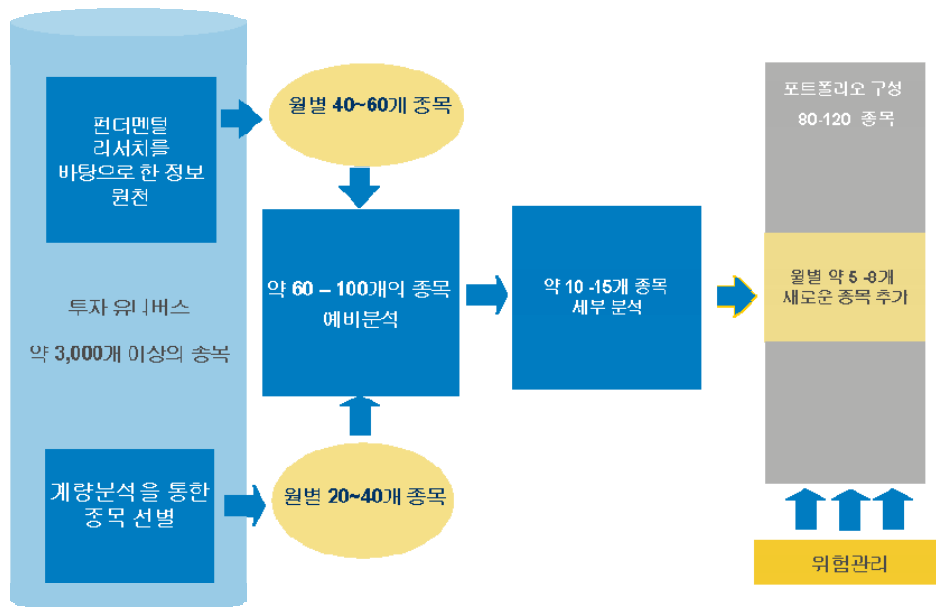 펀더멘털
리서치를
바탕으로 한 정보
원천
투자 유니버스
약 3,000개 이상의 종목
계량분석을 통한
종목 선별
월별 40~60개 종목
약 60 – 100개의 종목
예비분석
월별 20~40개 종목
약 10 -15개 종목
세부 분석
포트폴리오 구성
80-120 종목
월별 약 5 -8개
새로운 종목 추가
위험관리